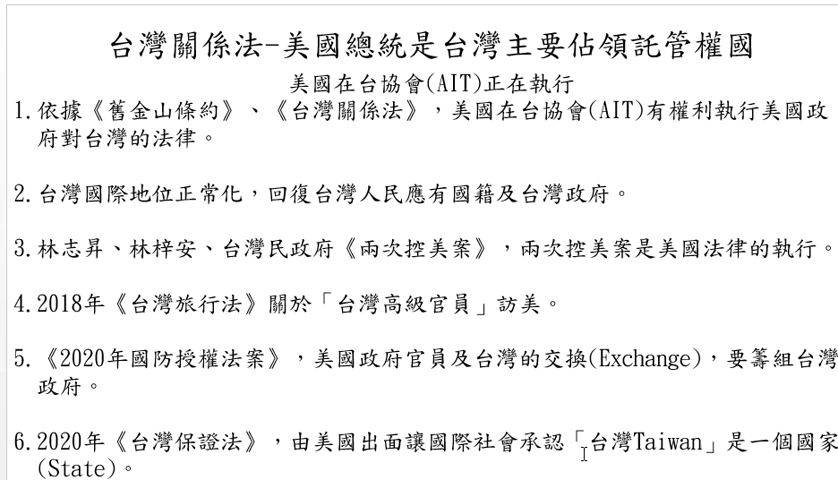 台灣關係法-美國總統是台灣主要佔領託管權國
美國在台協會(AIT)正在執行
1.依據《舊金山條約》、《台灣關係法》，美國在台協會(AIT)有權利執行美國政
府對台灣的法律。
2.台灣國際地位正常化，回復台灣人民應有國籍及台灣政府。
3.林志昇、林梓安、台灣民政府《兩次控美案》，兩次控美案是美國法律的執行。
4.2018年《台灣旅行法》關於「台灣高級官員」訪美。
5.《2020年國防授權法案》，美國政府官員及台灣的交換(Exchange)，要籌組台灣
政府。
6.2020年《台灣保證法》，由美國出面讓國際社會承認「台灣Taiwan」是一個國家
(State)。